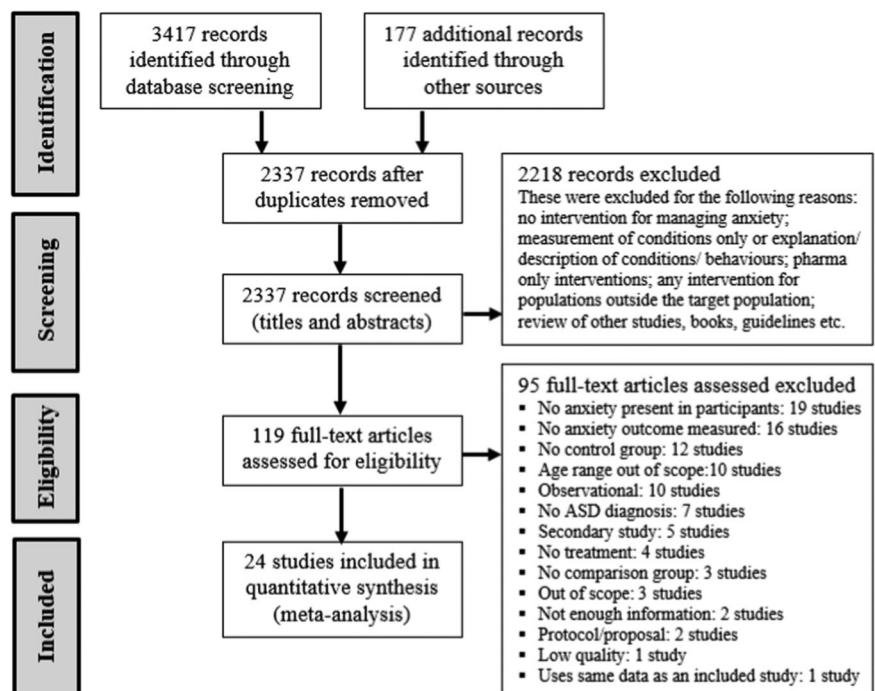 Identification
3417 records
identified through
database screening
177 additional records
identified through
other sources
2337 records after
duplicates removed
Screening
2337 records screened
(titles and abstracts)
2218 records excluded
These were excluded for the following reasons:
no intervention for managing anxiety;
measurement of conditions only or explanation/
description of conditions/ behaviours; pharma
only interventions; any intervention for
populations outside the target population;
review of other studies, books, guidelines etc.
Eligibility
119 full-text articles
assessed for eligibility
95 full-text articles assessed excluded
▪ No anxiety present in participants: 19 studies
▪ No anxiety outcome measured: 16 studies
▪ No control group: 12 studies
▪ Age range out of scope:10 studies
▪ Observational: 10 studies
▪ No ASD diagnosis: 7 studies
▪ Secondary study: 5 studies
▪ No treatment: 4 studies
▪ No comparison group: 3 studies
▪ Out of scope: 3 studies
▪ Not enough information: 2 studies
▪ Protocol/proposal: 2 studies
▪ Low quality: 1 study
▪ Uses same data as an included study: 1 study
Included
24 studies included in
quantitative synthesis
(meta-analysis)